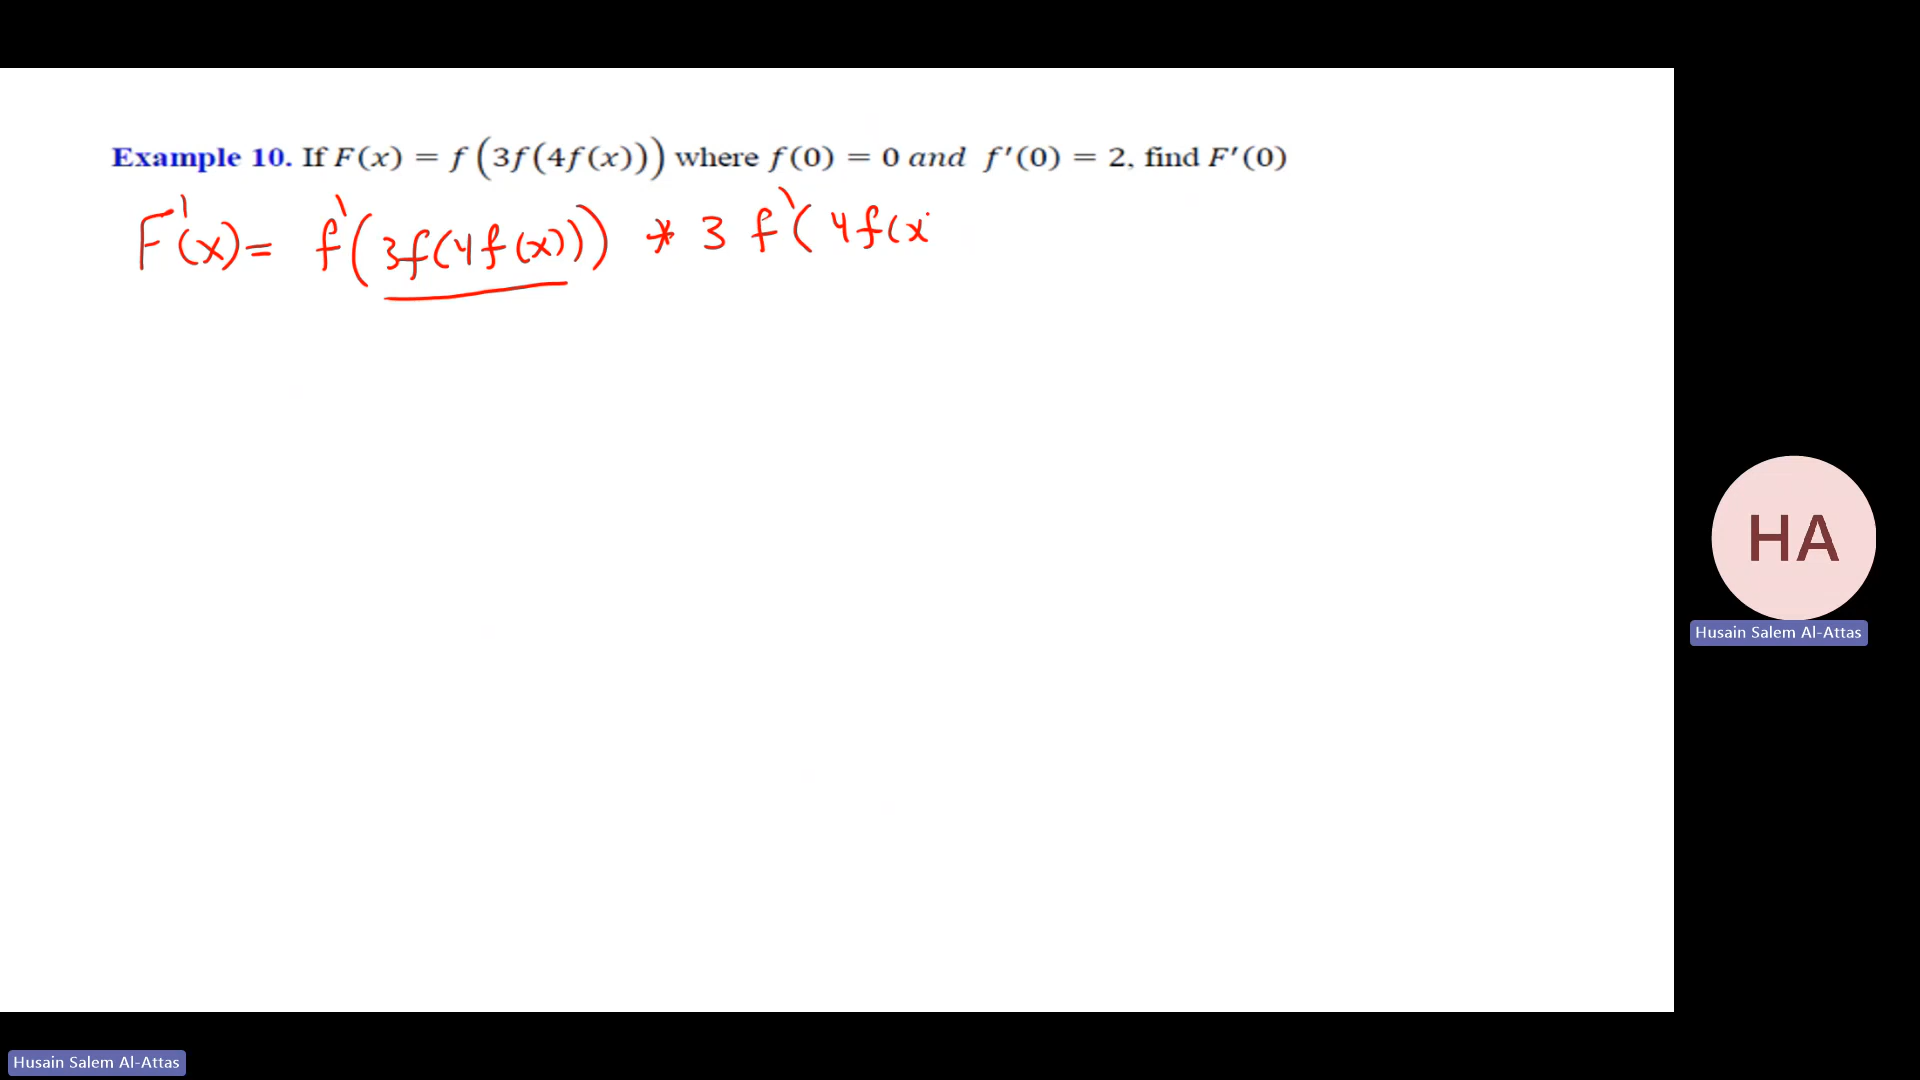 Example 10. If F(x) = f(3f(4f(x))) where f(0) = 0 and f′(0) = 2, find F′(0)
F'(x) = f'(3f(4f(x))) * 3 f'(4f(x
HA
Husain Salem Al-Attas
Husain Salem Al-Attas